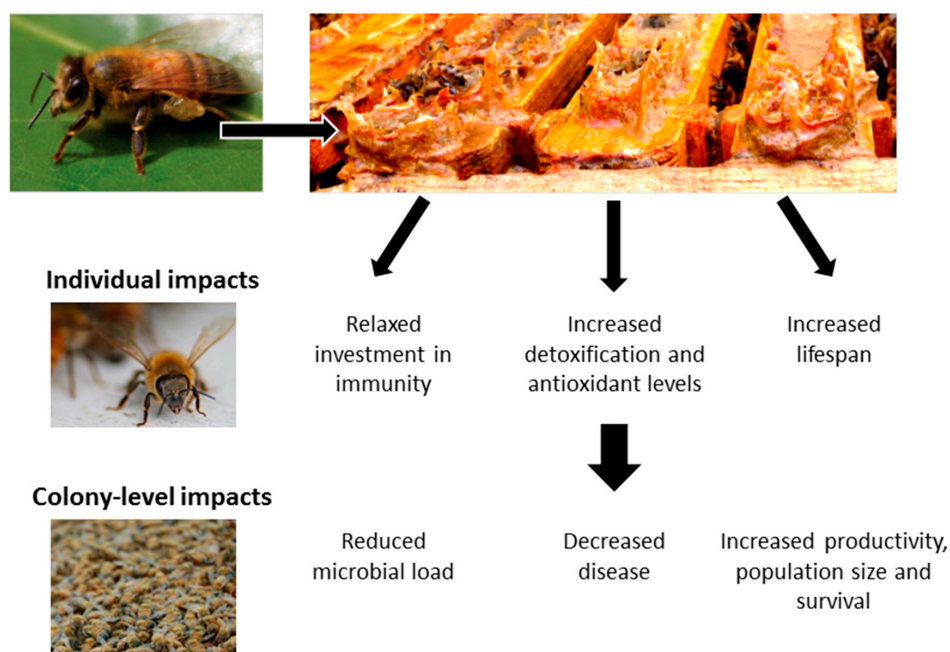 Individual impacts
Relaxed
investment in
immunity
Increased
detoxification and
antioxidant levels
Increased
lifespan
Colony-level impacts
Reduced
microbial load
Decreased
disease
Increased productivity,
population size and
survival